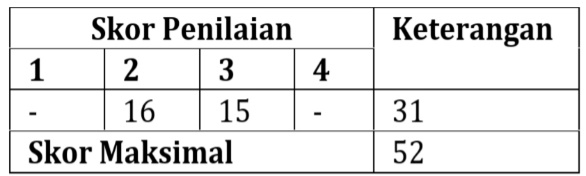 Skor Penilaian Keterangan
1 2 3 4
- 16 15 - 31
Skor Maksimal 52